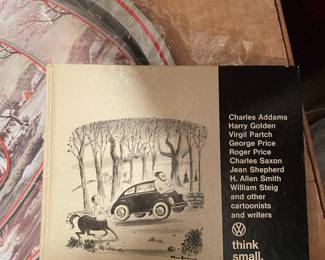 Charles Addams
Harry Golden
Virgil Partch
George Price
Roger Price
Charles Saxon
Jean Shepherd
H. Allen Smith
William Steig
and other
cartoonists
and writers
think
small.